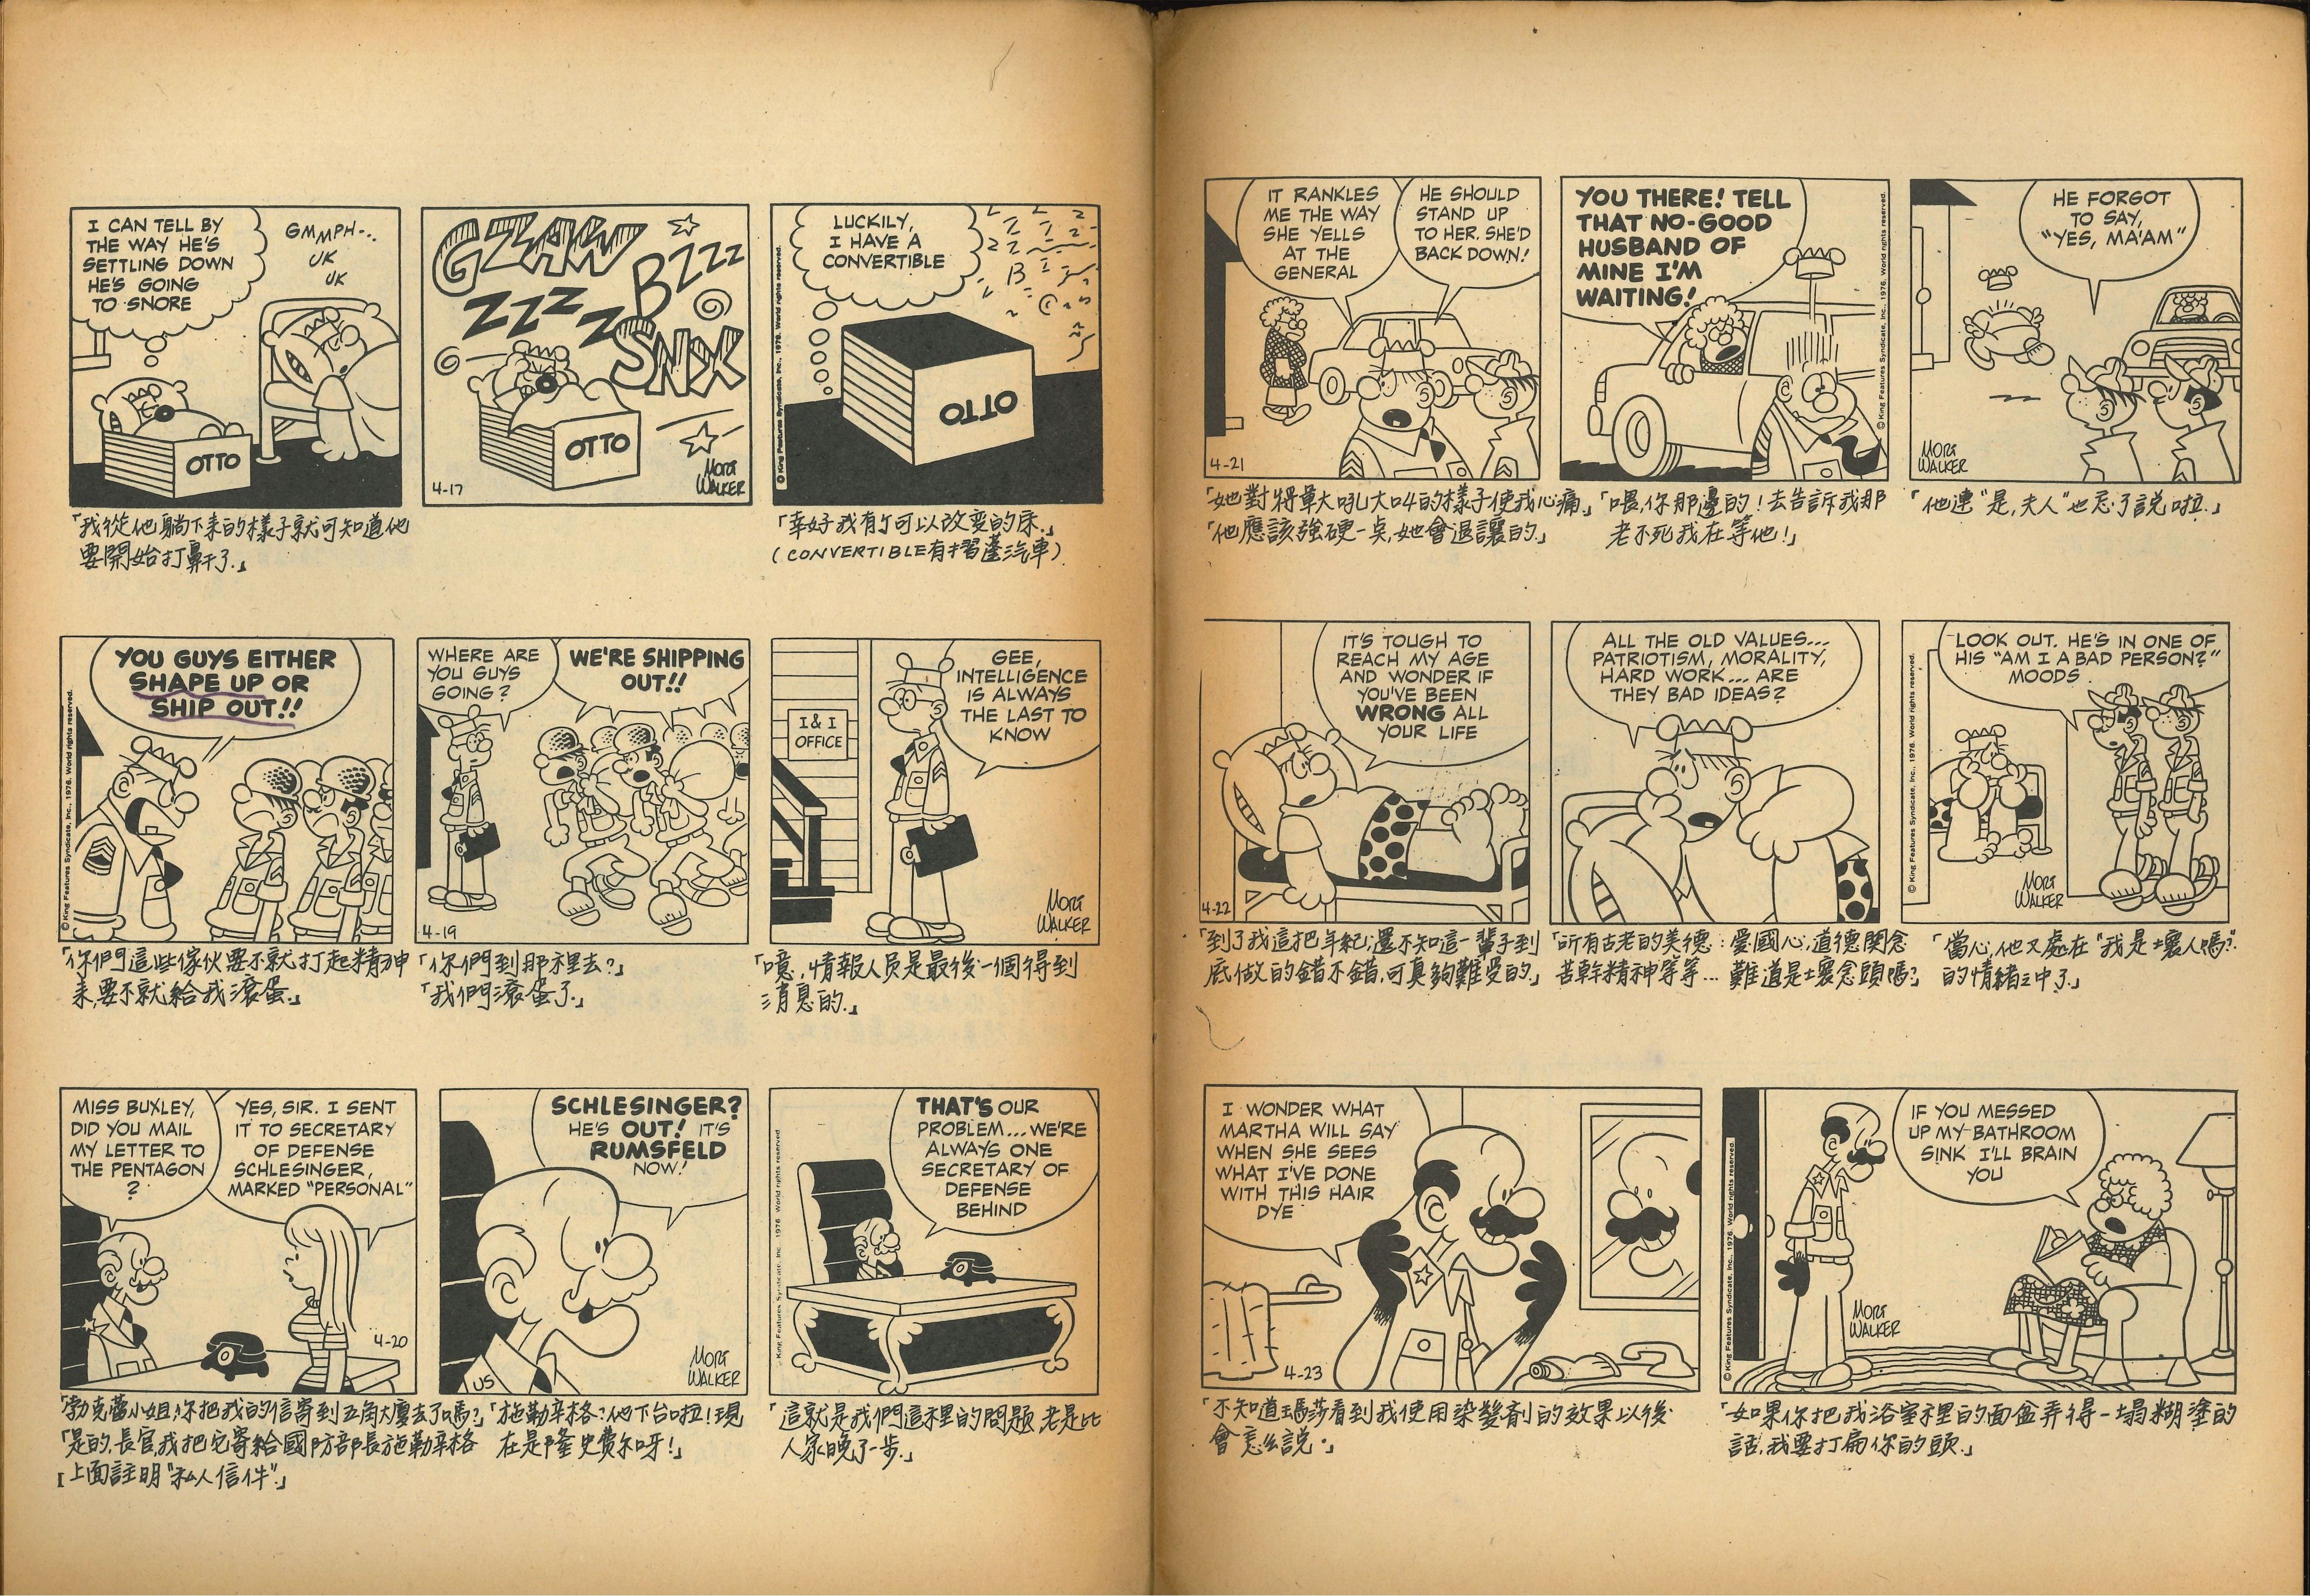 I CAN TELL BY
THE WAY HE'S
SETTLING DOWN
HE'S GOING
TO SNORE
GMMPH...
UK
UK
OTTO
GZAW
BZZZ
ZZZ
Z
SNX
OTTO
4-17
MORT
WALKER
LUCKILY,
I HAVE A
CONVERTIBLE
OTTO
© King Features Syndicate, Inc., 1976. World rights reserved.
「我從他躺下來的樣子就可知道他
要開始打鼾了.」
「幸好我有可以改变的床.」
(CONVERTIBLE有摺蓬汽車)
YOU GUYS EITHER
SHAPE UP OR
SHIP OUT!!
© King Features Syndicate, Inc., 1976. World rights reserved.
WHERE ARE
YOU GUYS
GOING?
WE'RE SHIPPING
OUT!!
4-19
GEE,
INTELLIGENCE
IS ALWAYS
THE LAST TO
KNOW
I & I
OFFICE
MORT
WALKER
「你們這些傢伙要不就打起精神
來,要不就給我滾蛋.」
「你們到那裡去?」
「我們滾蛋了.」
「噫,情報人员是最後一個得到
消息的.」
MISS BUXLEY,
DID YOU MAIL
MY LETTER TO
THE PENTAGON
?
YES, SIR. I SENT
IT TO SECRETARY
OF DEFENSE
SCHLESINGER,
MARKED "PERSONAL"
4-20
SCHLESINGER?
HE'S OUT! IT'S
RUMSFELD
NOW!
US
MORT
WALKER
THAT'S OUR
PROBLEM... WE'RE
ALWAYS ONE
SECRETARY OF
DEFENSE
BEHIND
King Features Syndicate, Inc. 1976 World rights reserved.
「勃克蕾小姐,你把我的信寄到五角大廈去了嗎?」
「是的,長官,我把它寄給國防部長施勒辛格
上面註明"私人信件".」
「施勒辛格?他下台啦!現
在是隆史費尔呀!」
「這就是我們這裡的問題,老是比
人家晚了一步.」
IT RANKLES
ME THE WAY
SHE YELLS
AT THE
GENERAL
HE SHOULD
STAND UP
TO HER. SHE'D
BACK DOWN!
4-21
YOU THERE! TELL
THAT NO-GOOD
HUSBAND OF
MINE I'M
WAITING!
© King Features Syndicate, Inc., 1976. World rights reserved.
HE FORGOT
TO SAY,
"YES, MA'AM"
MORT
WALKER
「她對將軍大吼大叫的樣子使我心痛.」
「他應該強硬一点,她會退讓的.」
「喂,你那邊的!去告訴我那
老不死我在等他!」
「他連"是,夫人"也忘了説啦.」
IT'S TOUGH TO
REACH MY AGE
AND WONDER IF
YOU'VE BEEN
WRONG ALL
YOUR LIFE
4-22
ALL THE OLD VALUES...
PATRIOTISM, MORALITY,
HARD WORK... ARE
THEY BAD IDEAS?
LOOK OUT. HE'S IN ONE OF
HIS "AM I A BAD PERSON?"
MOODS.
© King Features Syndicate, Inc., 1976. World rights reserved.
MORT
WALKER
「到了我這把年紀,還不知這一輩子到
底做的錯不錯,可真夠難受的.」
「所有古老的美德:愛國心,道德関念
苦幹精神等等...難道是壞念頭嗎?
「當心,他又處在"我是壞人嗎?"
的情緒之中了.」
I WONDER WHAT
MARTHA WILL SAY
WHEN SHE SEES
WHAT I'VE DONE
WITH THIS HAIR
DYE
4-23
IF YOU MESSED
UP MY BATHROOM
SINK I'LL BRAIN
YOU
© King Features Syndicate, Inc., 1976. World rights reserved.
MORT
WALKER
「不知道瑪莎看到我使用染髮劑的效果以後
會怎么説.」
「如果你把我浴室裡的面盆弄得一塌糊塗的
話,我要打扁你的頭.」